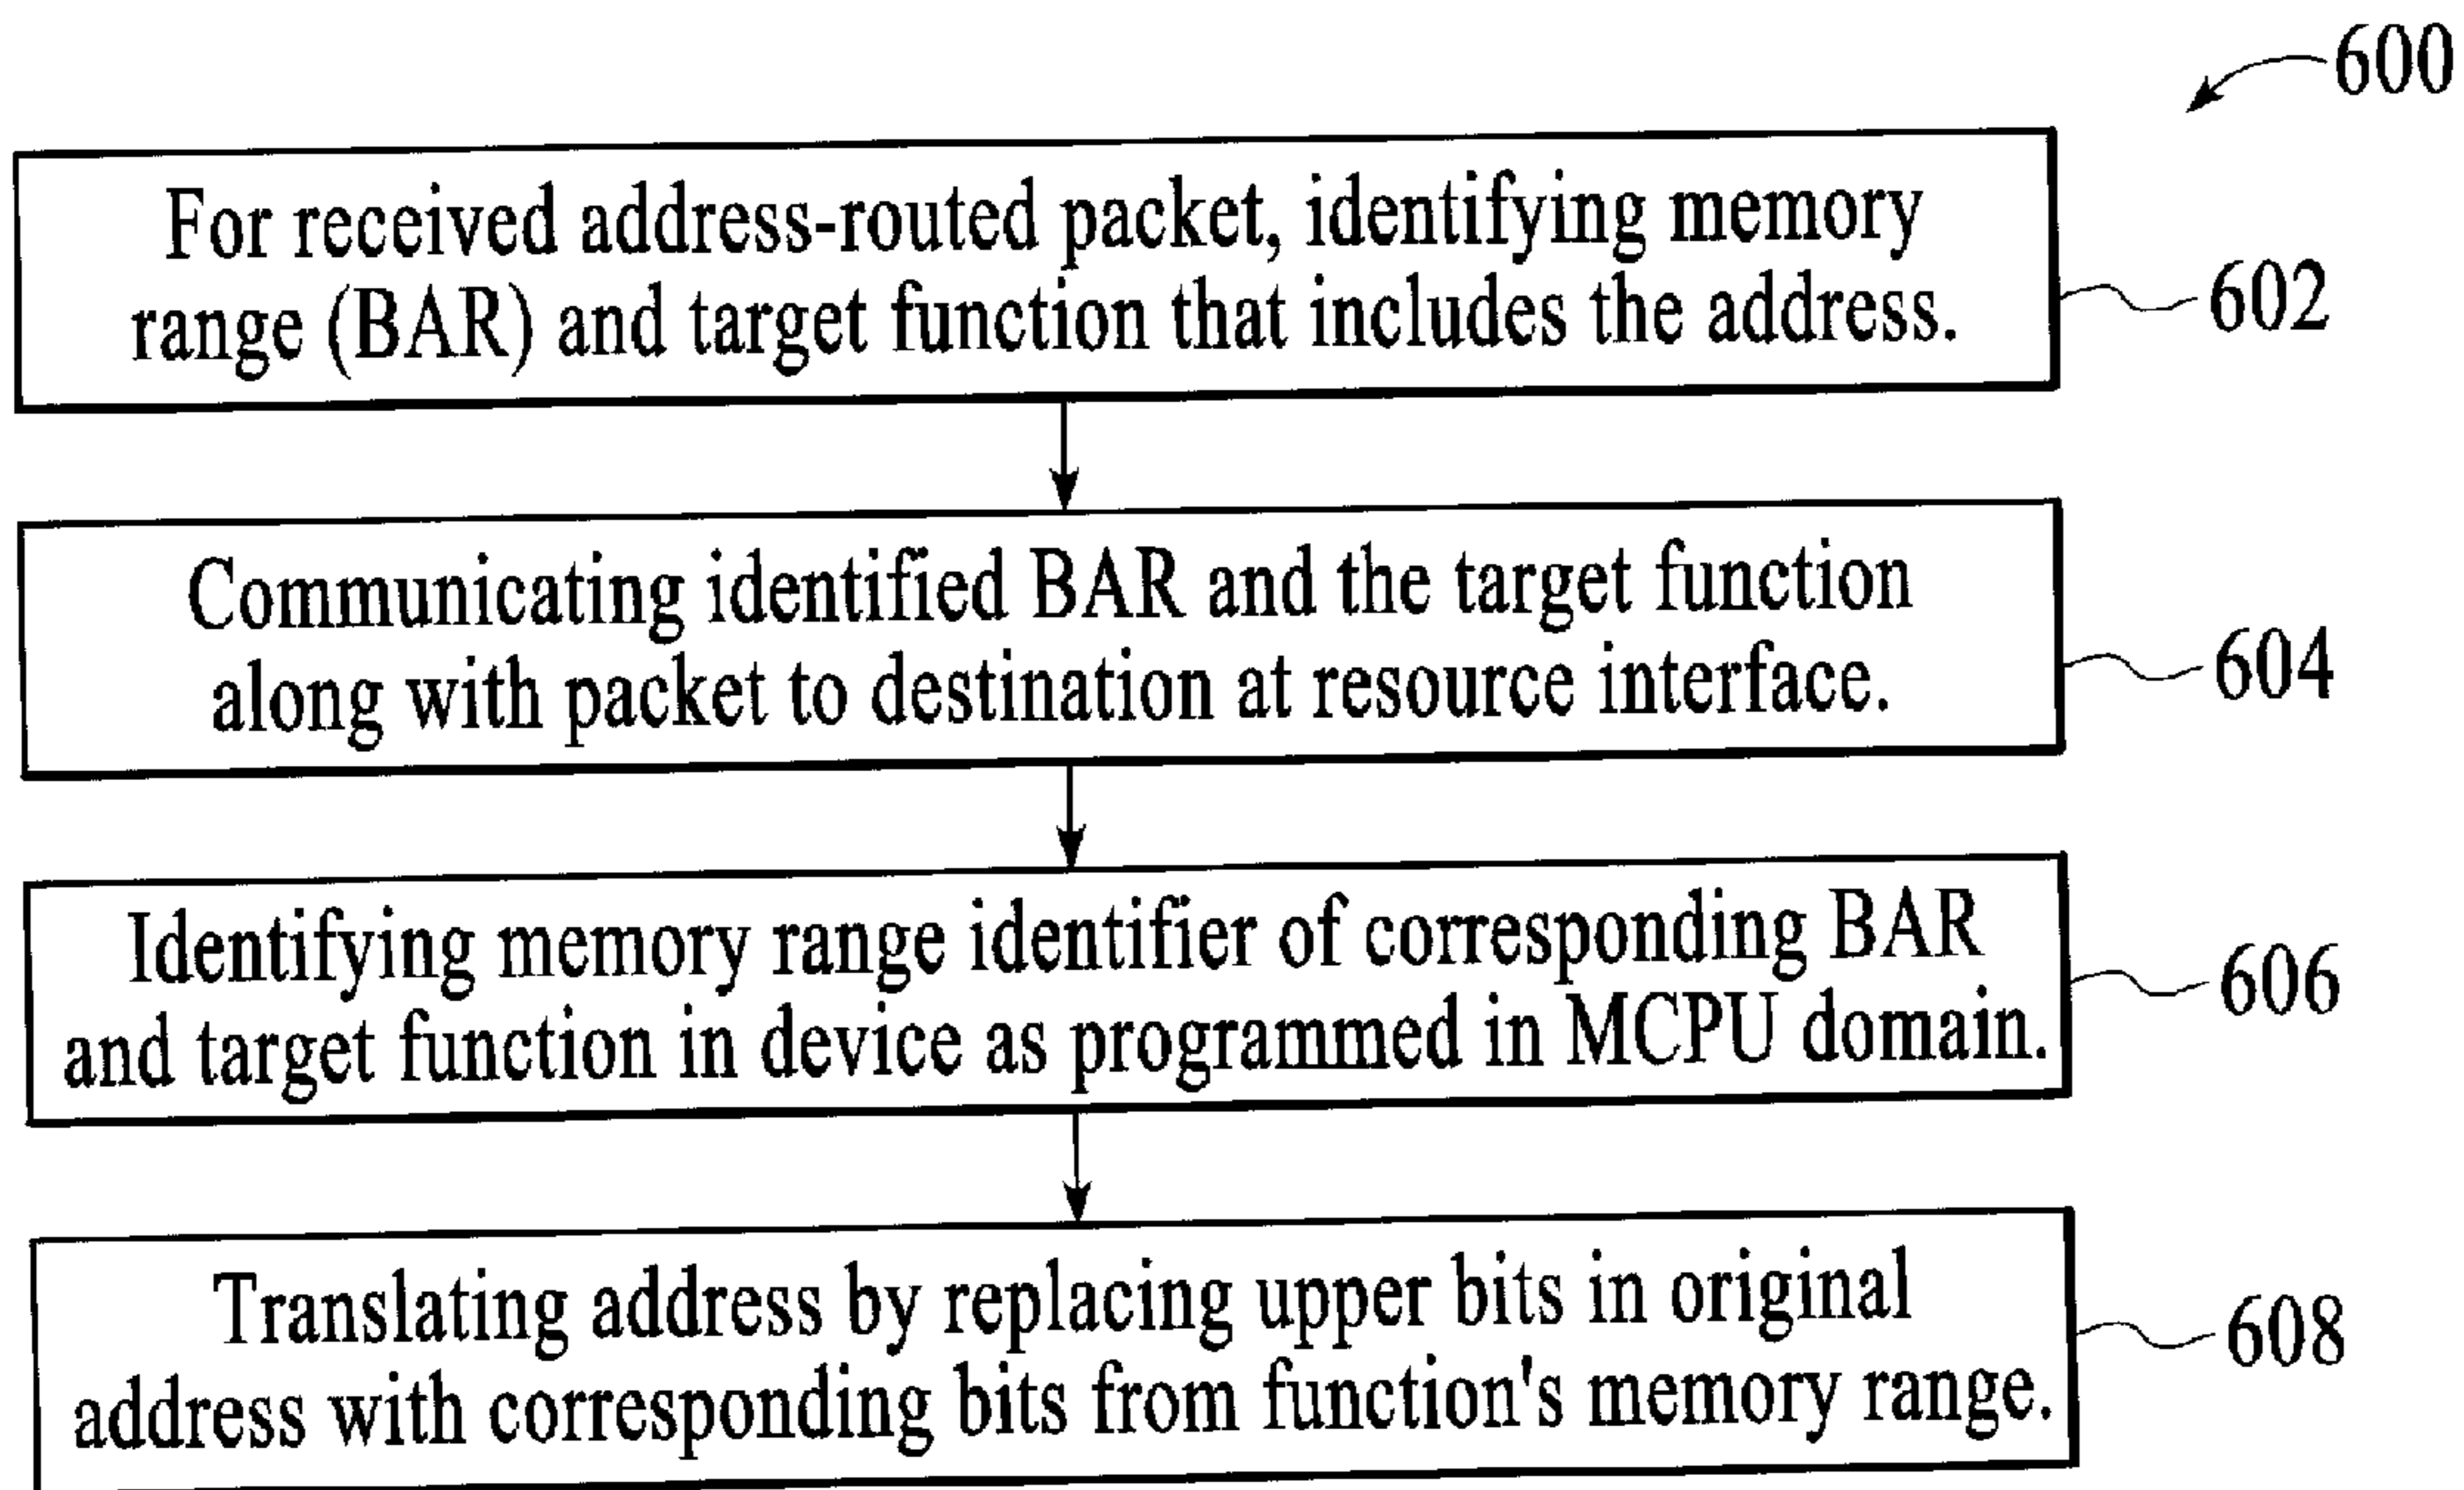 600
For received address-routed packet, identifying memory
range (BAR) and target function that includes the address.
602
Communicating identified BAR and the target function
along with packet to destination at resource interface.
604
Identifying memory range identifier of corresponding BAR
and target function in device as programmed in MCPU domain.
606
Translating address by replacing upper bits in original
address with corresponding bits from function's memory range.
608